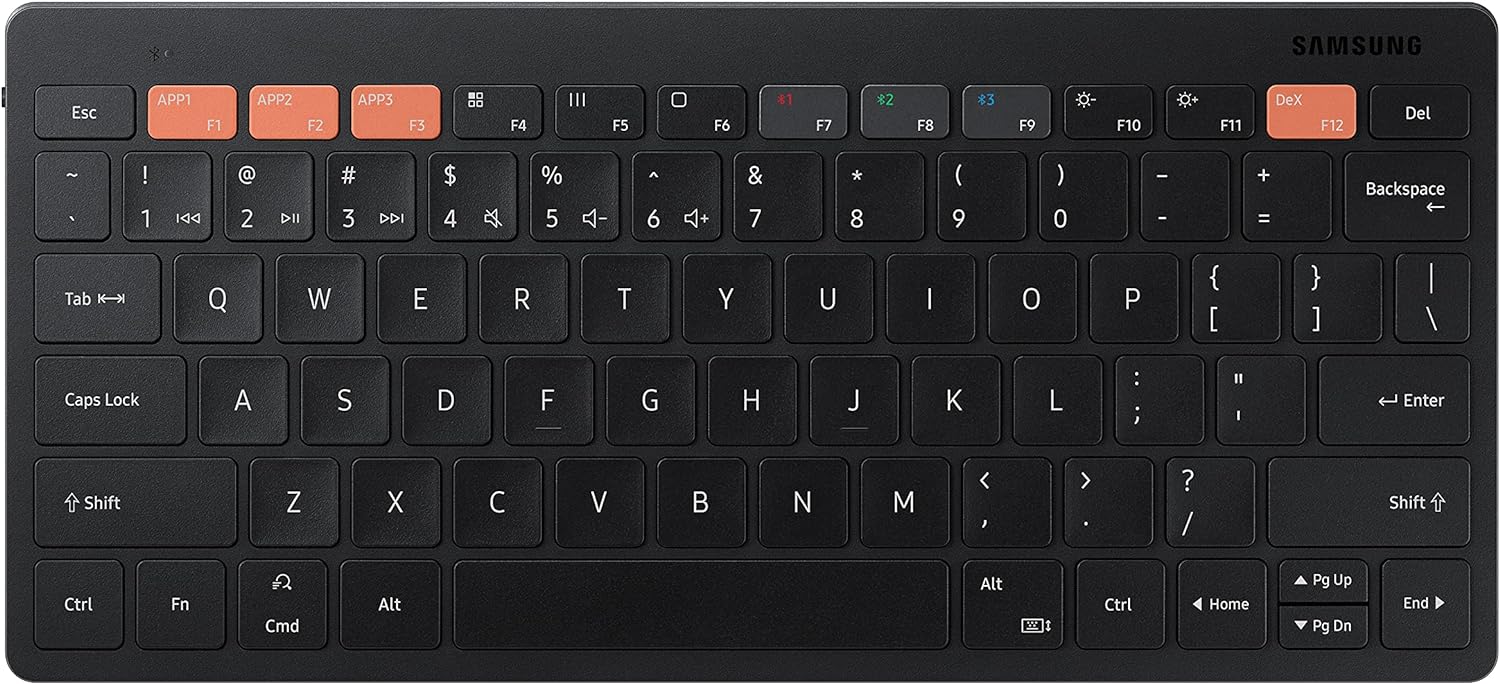 SAMSUNG
Esc APP1 F1 APP2 F2 APP3 F3 F4 F5 F6 1 F7 2 F8 3 F9 F10 F11 DeX F12 Del
~ ! @ # $ % ^ & * ( ) – + Backspace
` 1 2 3 4 5 6 7 8 9 0 - = ←
Tab Q W E R T Y U I O P { [ } ] | \
Caps Lock A S D F G H J K L : ; " ' ↵ Enter
⇧ Shift Z X C V B N M < , > . ? / Shift ⇧
Ctrl Fn Cmd Alt Alt Ctrl ◀ Home ▲ Pg Up ▼ Pg Dn End ▶